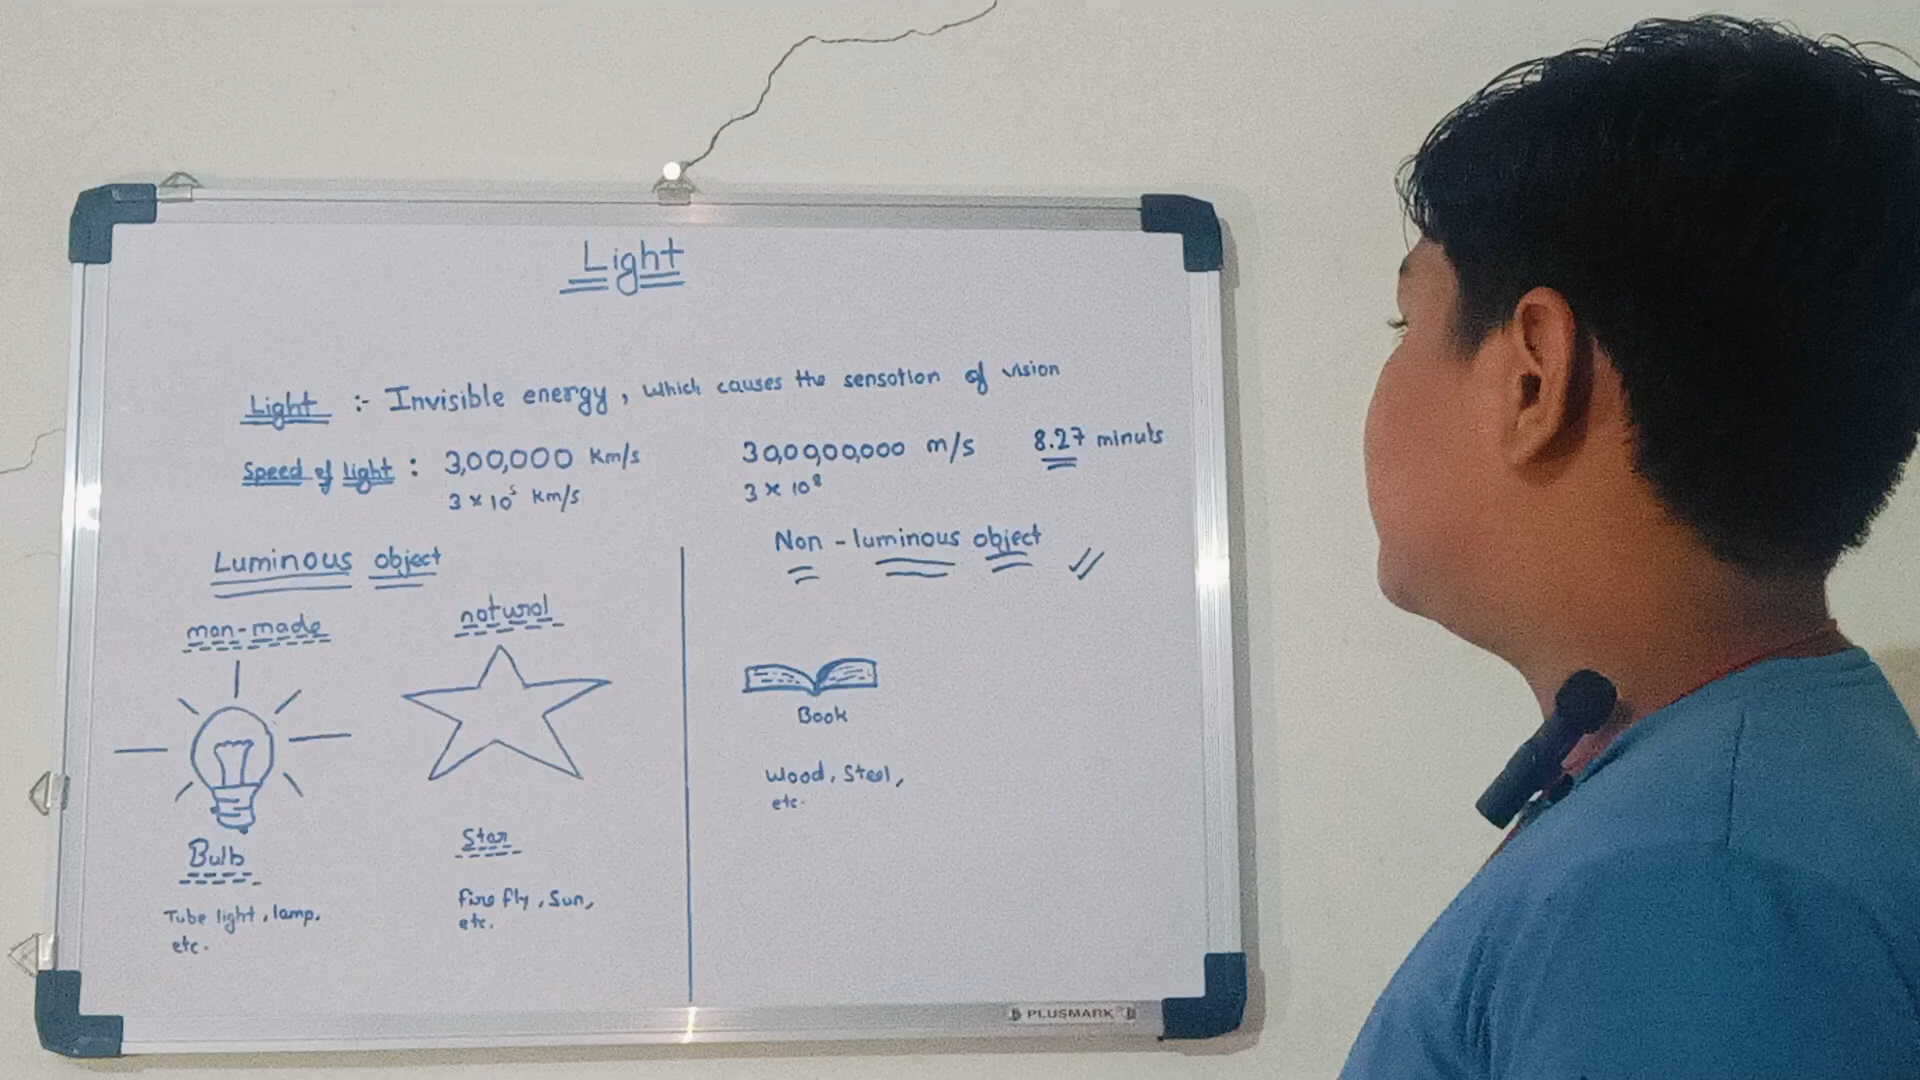 Light
Light :- Invisible energy, which causes the sensotion of vision
Speed of light : 3,00,000 Km/s 30,00,00,000 m/s 8.27 minuts
3 × 10⁵ Km/s 3 × 10⁸
Luminous object
man-made natural
Bulb
Tube light, lamp,
etc.
Star
Fire fly, Sun,
etc.
Non - luminous object
Book
Wood, Steel,
etc.
PLUSMARK